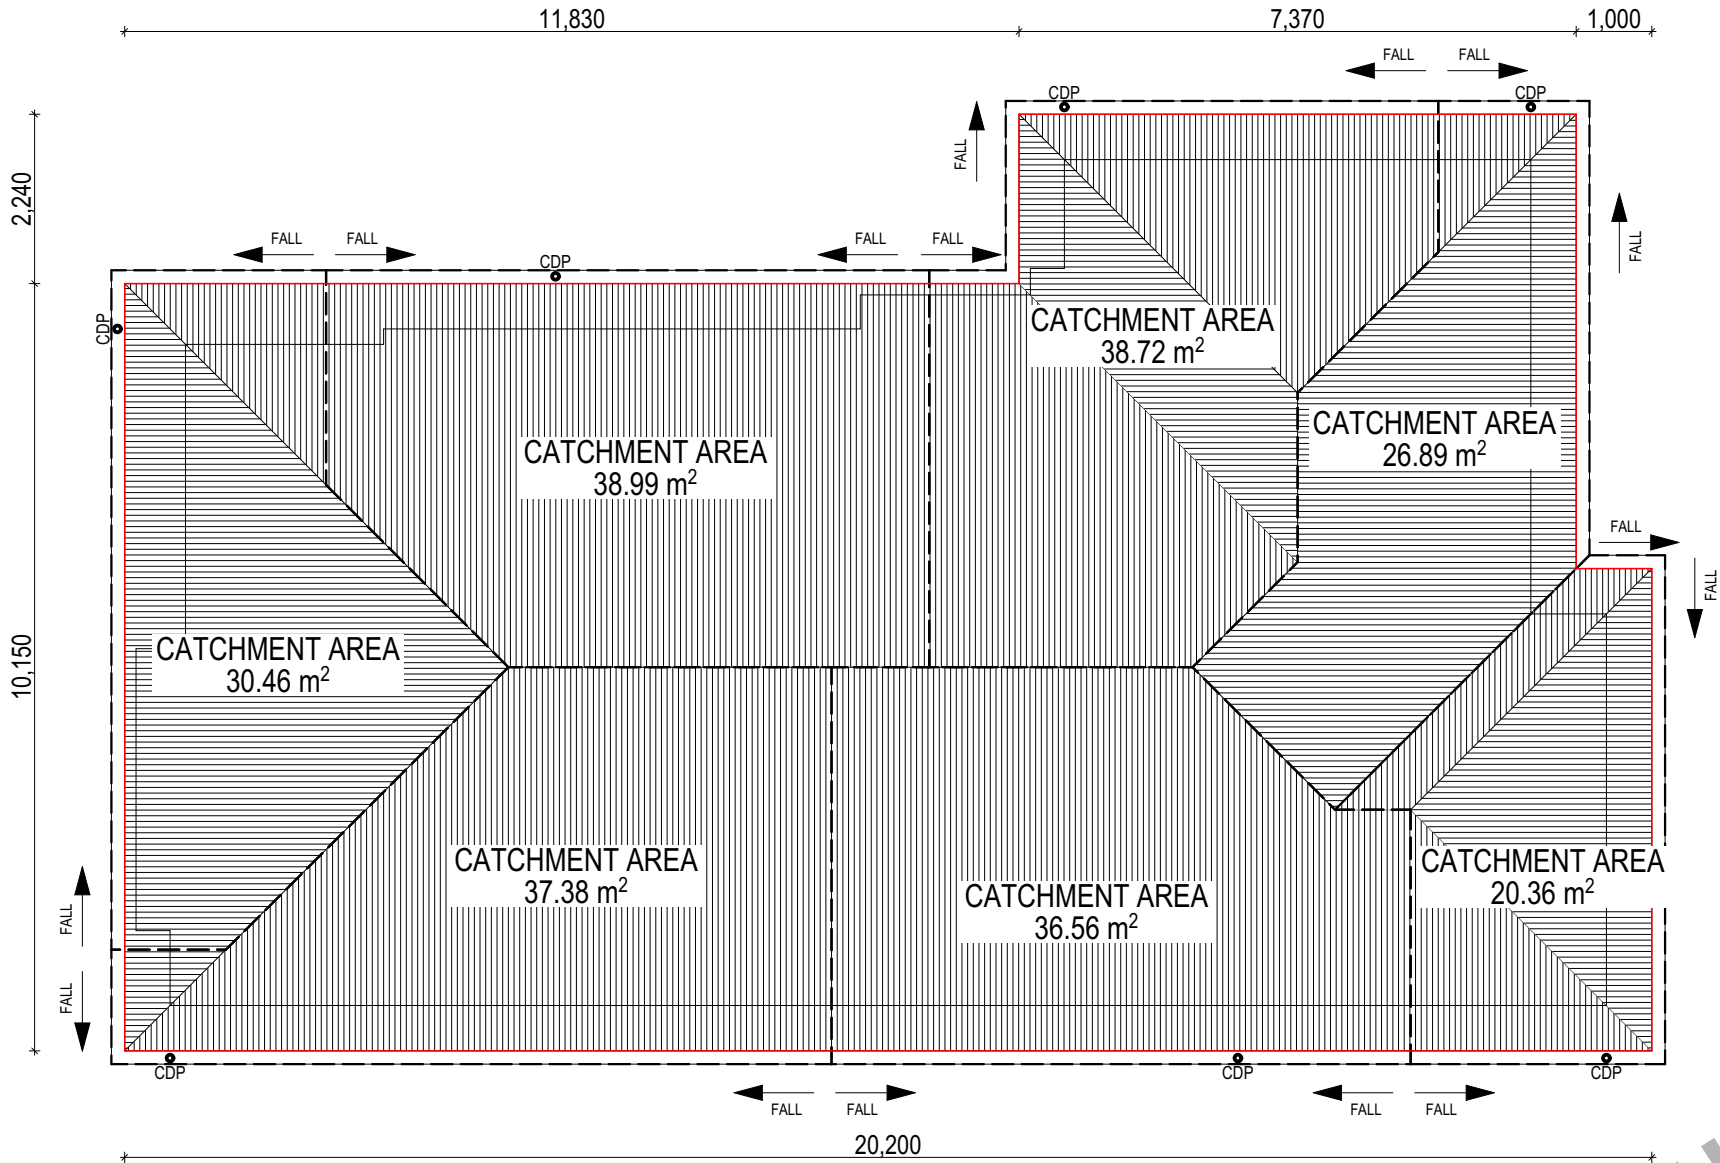 11,830
7,370
1,000
FALL
FALL
CDP
CDP
FALL
2,240
FALL
FALL
FALL
FALL
FALL
CDP
CDP
CATCHMENT AREA
38.72 m²
CATCHMENT AREA
38.99 m²
CATCHMENT AREA
26.89 m²
FALL
FALL
10,150
CATCHMENT AREA
30.46 m²
CATCHMENT AREA
37.38 m²
CATCHMENT AREA
36.56 m²
CATCHMENT AREA
20.36 m²
FALL
FALL
CDP
CDP
CDP
FALL
FALL
FALL
FALL
20,200